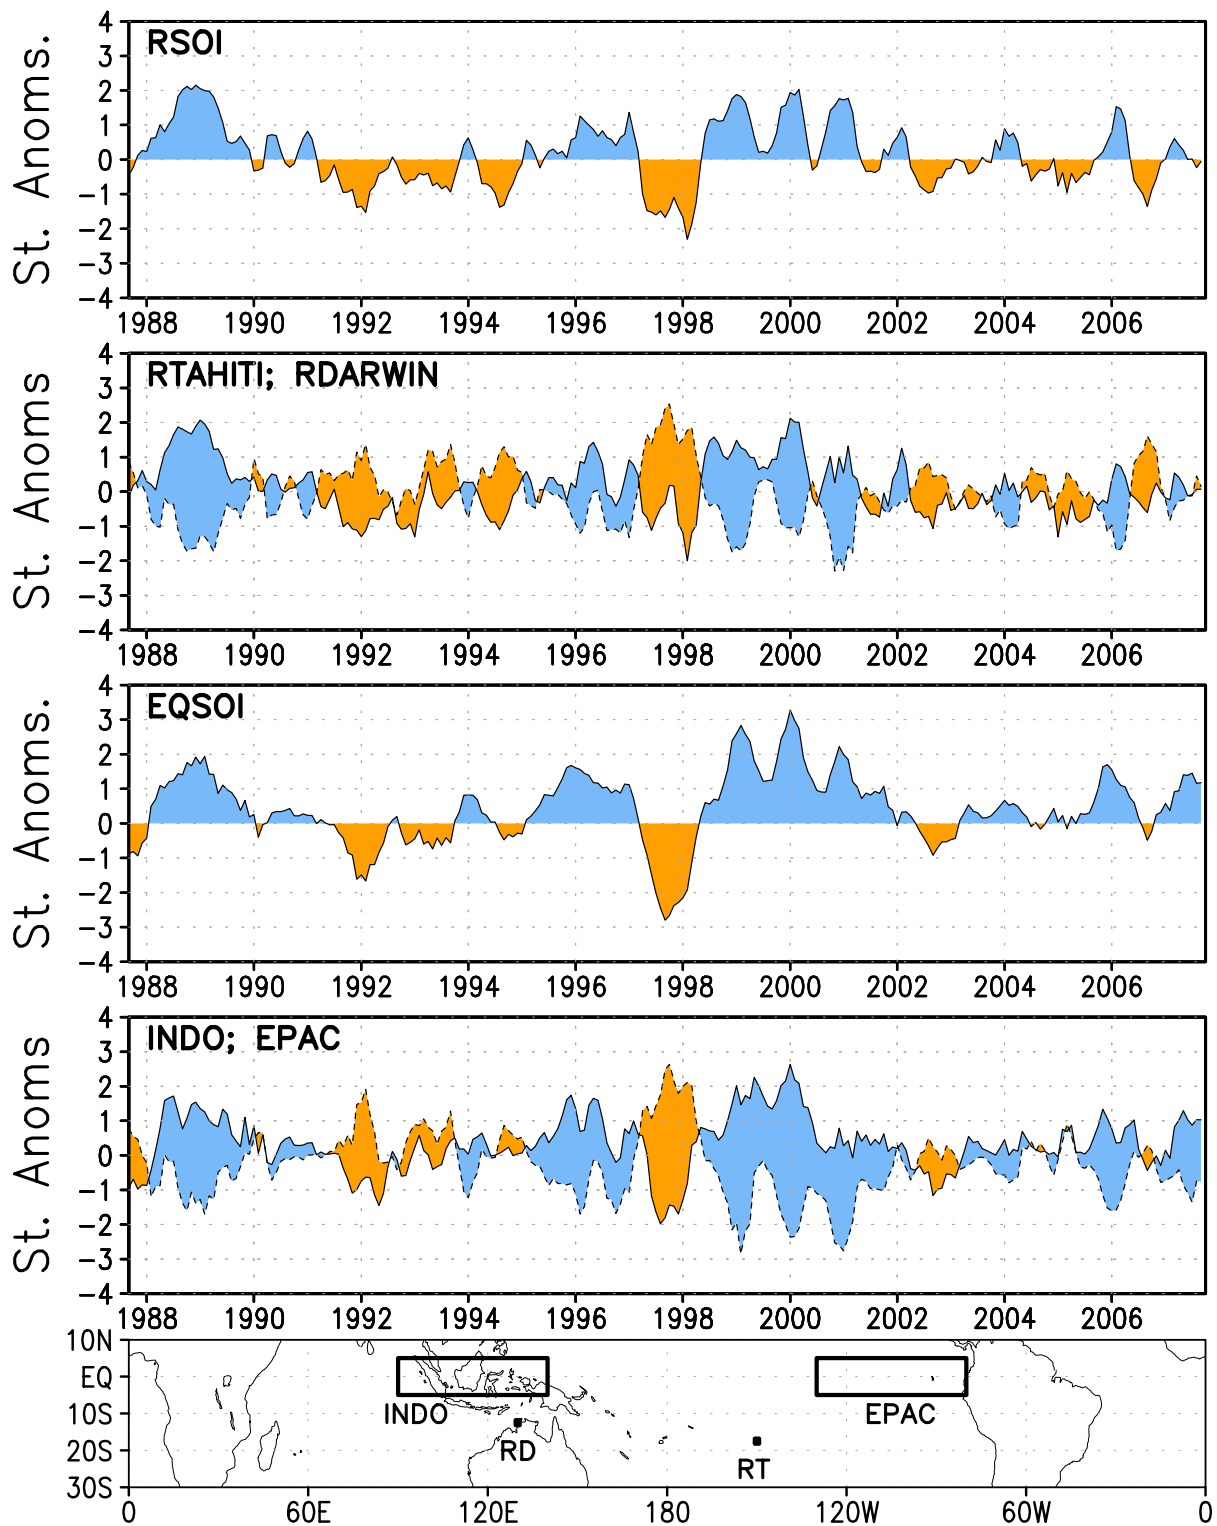 RSOI
St. Anoms.
4
3
2
1
0
−1
−2
−3
−4
1988 1990 1992 1994 1996 1998 2000 2002 2004 2006
RTAHITI; RDARWIN
St. Anoms
4
3
2
1
0
−1
−2
−3
−4
1988 1990 1992 1994 1996 1998 2000 2002 2004 2006
EQSOI
St. Anoms.
4
3
2
1
0
−1
−2
−3
−4
1988 1990 1992 1994 1996 1998 2000 2002 2004 2006
INDO; EPAC
St. Anoms
4
3
2
1
0
−1
−2
−3
−4
1988 1990 1992 1994 1996 1998 2000 2002 2004 2006
10N
EQ
10S
20S
30S
INDO
EPAC
RD
RT
0 60E 120E 180 120W 60W 0